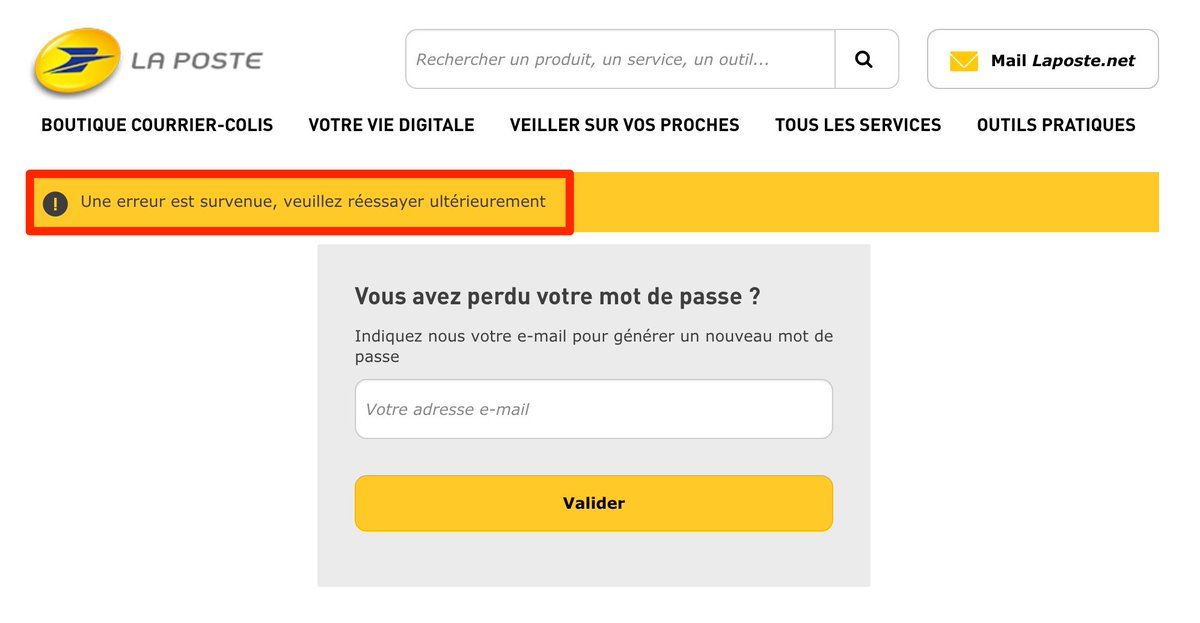 LA POSTE
Rechercher un produit, un service, un outil...
Mail Laposte.net
BOUTIQUE COURRIER-COLIS VOTRE VIE DIGITALE VEILLER SUR VOS PROCHES TOUS LES SERVICES OUTILS PRATIQUES
! Une erreur est survenue, veuillez réessayer ultérieurement
Vous avez perdu votre mot de passe ?
Indiquez nous votre e-mail pour générer un nouveau mot de
passe
Votre adresse e-mail
Valider